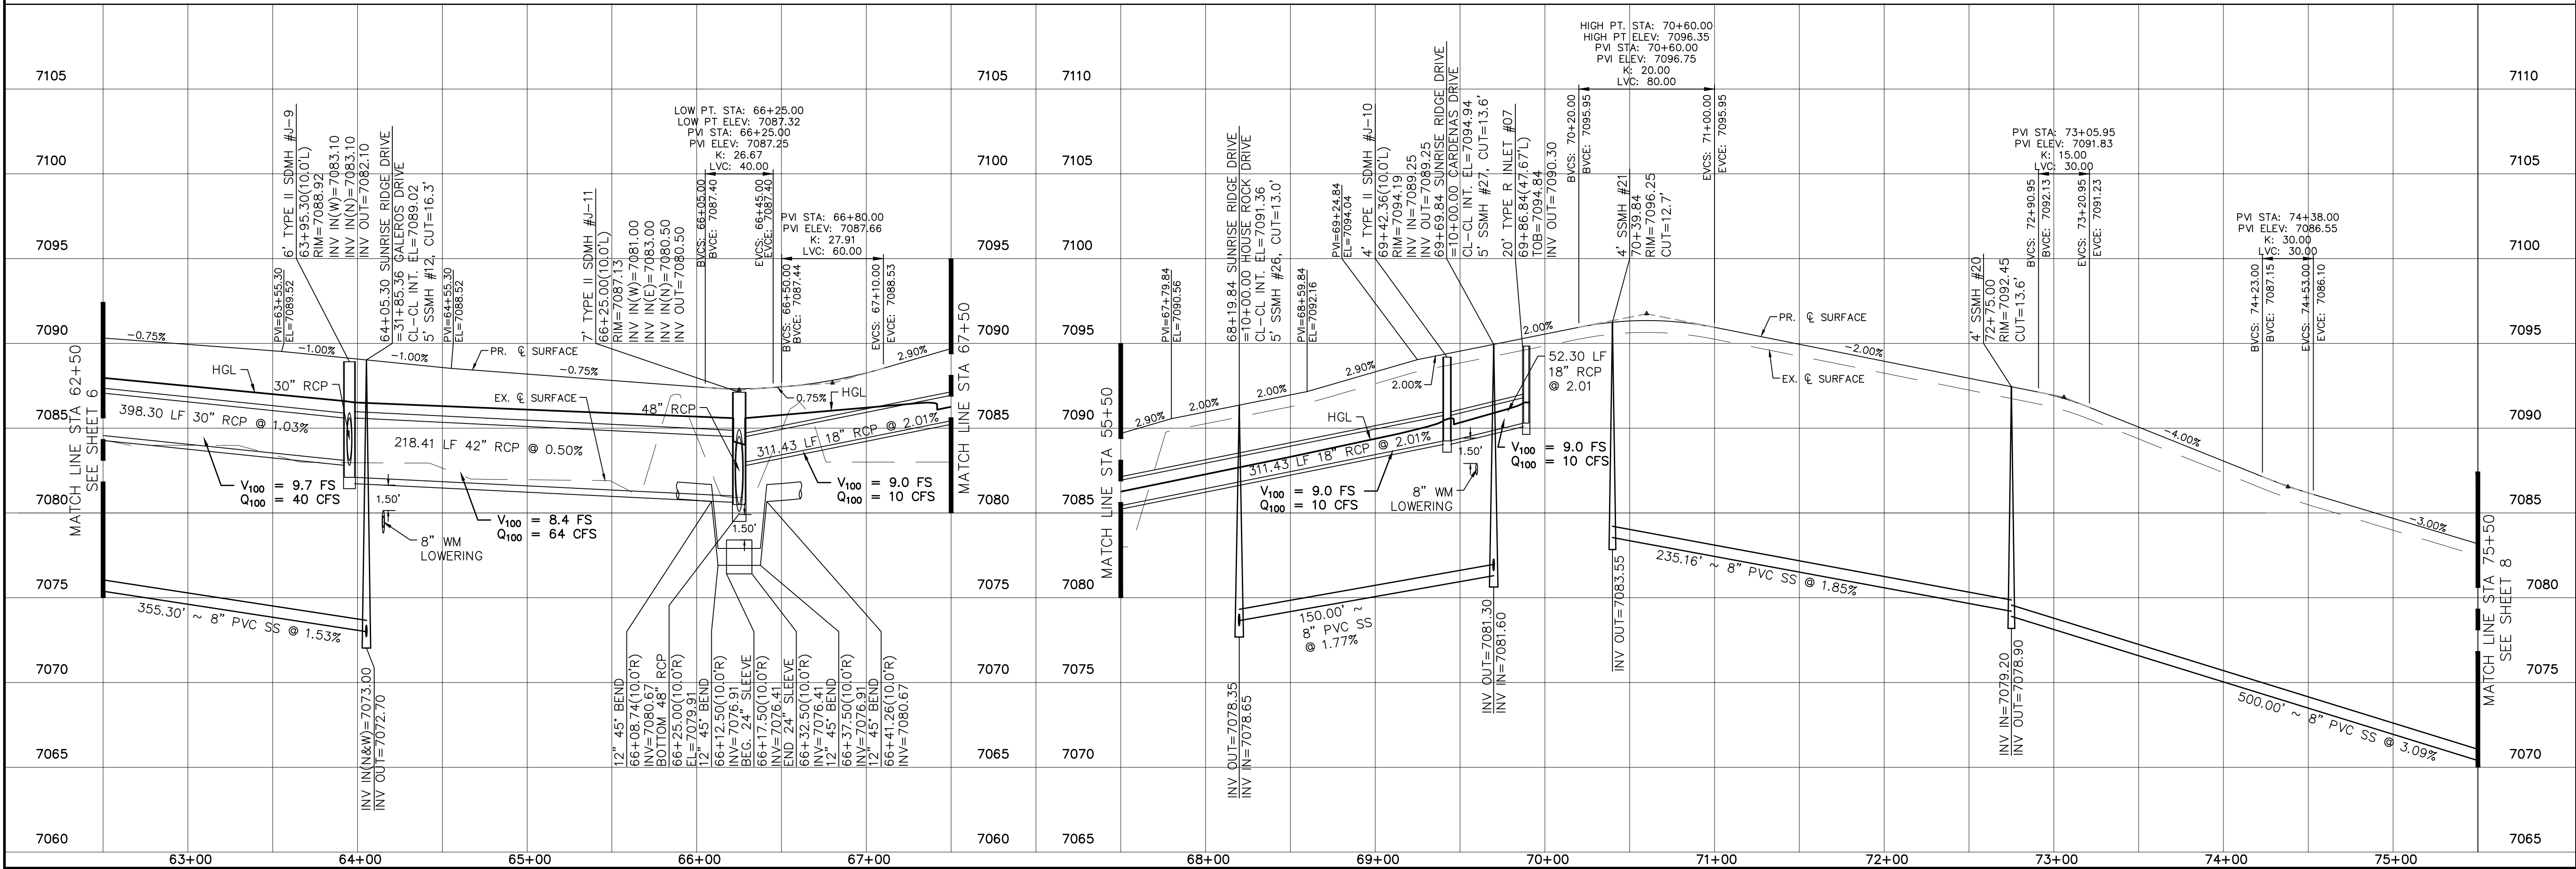 7105
7100
7095
7090
7085
7080
7075
7070
7065
7060
MATCH LINE STA 62+50
SEE SHEET 6
-0.75%
PVI=63+55.30
EL=7089.52
6' TYPE II SDMH #J-9
63+95.30(10.0'L)
RIM=7088.92
INV IN(W)=7083.10
INV IN(N)=7083.10
INV OUT=7082.10
64+05.30 SUNRISE RIDGE DRIVE
=31+85.36 GALEROS DRIVE
CL-CL INT. EL=7089.02
5' SSMH #12, CUT=16.3'
PVI=64+55.30
EL=7088.52
-1.00%
-1.00%
PR. ℄ SURFACE
-0.75%
HGL
30" RCP
398.30 LF 30" RCP @ 1.03%
218.41 LF 42" RCP @ 0.50%
EX. ℄ SURFACE
48" RCP
V100 = 9.7 FS
Q100 = 40 CFS
1.50'
8" WM
LOWERING
V100 = 8.4 FS
Q100 = 64 CFS
355.30' ~ 8" PVC SS @ 1.53%
INV IN(N&W)=7073.00
INV OUT=7072.70
7' TYPE II SDMH #J-11
66+25.00(10.0'L)
RIM=7087.13
INV IN(W)=7081.00
INV IN(E)=7083.00
INV IN(N)=7080.50
INV OUT=7080.50
LOW PT. STA: 66+25.00
LOW PT ELEV: 7087.32
PVI STA: 66+25.00
PVI ELEV: 7087.25
K: 26.67
LVC: 40.00
BVCS: 66+05.00
BVCE: 7087.40
EVCS: 66+45.00
EVCE: 7087.40
PVI STA: 66+80.00
PVI ELEV: 7087.66
K: 27.91
LVC: 60.00
BVCS: 66+50.00
BVCE: 7087.44
EVCS: 67+10.00
EVCE: 7088.53
0.75%
HGL
2.90%
311.43 LF 18" RCP @ 2.01%
V100 = 9.0 FS
Q100 = 10 CFS
1.50'
12" 45° BEND
66+08.74(10.0'R)
INV=7080.67
BOTTOM 48" RCP
66+25.00(10.0'R)
EL=7079.91
12" 45° BEND
66+12.50(10.0'R)
INV=7076.91
BEG. 24" SLEEVE
66+17.50(10.0'R)
INV=7076.41
END 24" SLEEVE
66+32.50(10.0'R)
INV=7076.41
12" 45° BEND
66+37.50(10.0'R)
INV=7076.91
12" 45° BEND
66+41.26(10.0'R)
INV=7080.67
MATCH LINE STA 67+50
7105
7100
7095
7090
7085
7080
7075
7070
7065
7060
63+00
64+00
65+00
66+00
67+00
7110
7105
7100
7095
7090
7085
7080
7075
7070
7065
MATCH LINE STA 55+50
2.90%
PVI=67+79.84
EL=7090.56
2.00%
68+19.84 SUNRISE RIDGE DRIVE
=10+00.00 HOUSE ROCK DRIVE
CL-CL INT. EL=7091.36
5' SSMH #26, CUT=13.0'
2.00%
PVI=68+59.84
EL=7092.16
2.90%
PVI=69+24.84
EL=7094.04
4' TYPE II SDMH #J-10
69+42.36(10.0'L)
RIM=7094.19
INV IN=7089.25
INV OUT=7089.25
69+69.84 SUNRISE RIDGE DRIVE
=10+00.00 CARDENAS DRIVE
CL-CL INT. EL=7094.94
5' SSMH #27, CUT=13.6'
20' TYPE R INLET #07
69+86.84(47.67'L)
TOB=7094.84
INV OUT=7090.30
2.00%
2.00%
52.30 LF
18" RCP
@ 2.01
HGL
311.43 LF 18" RCP @ 2.01%
V100 = 9.0 FS
Q100 = 10 CFS
1.50'
8" WM
LOWERING
V100 = 9.0 FS
Q100 = 10 CFS
150.00' ~
8" PVC SS
@ 1.77%
INV OUT=7078.35
INV IN=7078.65
INV OUT=7081.30
INV IN=7081.60
HIGH PT. STA: 70+60.00
HIGH PT ELEV: 7096.35
PVI STA: 70+60.00
PVI ELEV: 7096.75
K: 20.00
LVC: 80.00
BVCS: 70+20.00
BVCE: 7095.95
EVCS: 71+00.00
EVCE: 7095.95
4' SSMH #21
70+39.84
RIM=7096.25
CUT=12.7'
PR. ℄ SURFACE
EX. ℄ SURFACE
-2.00%
INV OUT=7083.55
235.16' ~ 8" PVC SS @ 1.85%
4' SSMH #20
72+75.00
RIM=7092.45
CUT=13.6'
INV IN=7079.20
INV OUT=7078.90
PVI STA: 73+05.95
PVI ELEV: 7091.83
K: 15.00
LVC: 30.00
BVCS: 72+90.95
BVCE: 7092.13
EVCS: 73+20.95
EVCE: 7091.23
-4.00%
PVI STA: 74+38.00
PVI ELEV: 7086.55
K: 30.00
LVC: 30.00
BVCS: 74+23.00
BVCE: 7087.15
EVCS: 74+53.00
EVCE: 7086.10
-3.00%
500.00' ~ 8" PVC SS @ 3.09%
MATCH LINE STA 75+50
SEE SHEET 8
7110
7105
7100
7095
7090
7085
7080
7075
7070
7065
68+00
69+00
70+00
71+00
72+00
73+00
74+00
75+00